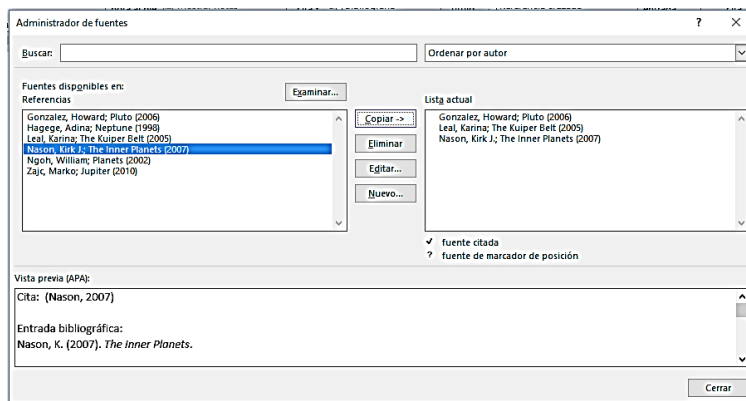 Administrador de fuentes
? X
Buscar:
Ordenar por autor
Fuentes disponibles en:
Referencias
Examinar...
Gonzalez, Howard; Pluto (2006)
Hagege, Adina; Neptune (1998)
Leal, Karina; The Kuiper Belt (2005)
Nason, Kirk J.; The Inner Planets (2007)
Ngoh, William; Planets (2002)
Zajc, Marko; Jupiter (2010)
Copiar ->
Eliminar
Editar...
Nuevo...
Lista actual
Gonzalez, Howard; Pluto (2006)
Leal, Karina; The Kuiper Belt (2005)
Nason, Kirk J.; The Inner Planets (2007)
✓ fuente citada
? fuente de marcador de posición
Vista previa (APA):
Cita: (Nason, 2007)
Entrada bibliográfica:
Nason, K. (2007). The Inner Planets.
Cerrar